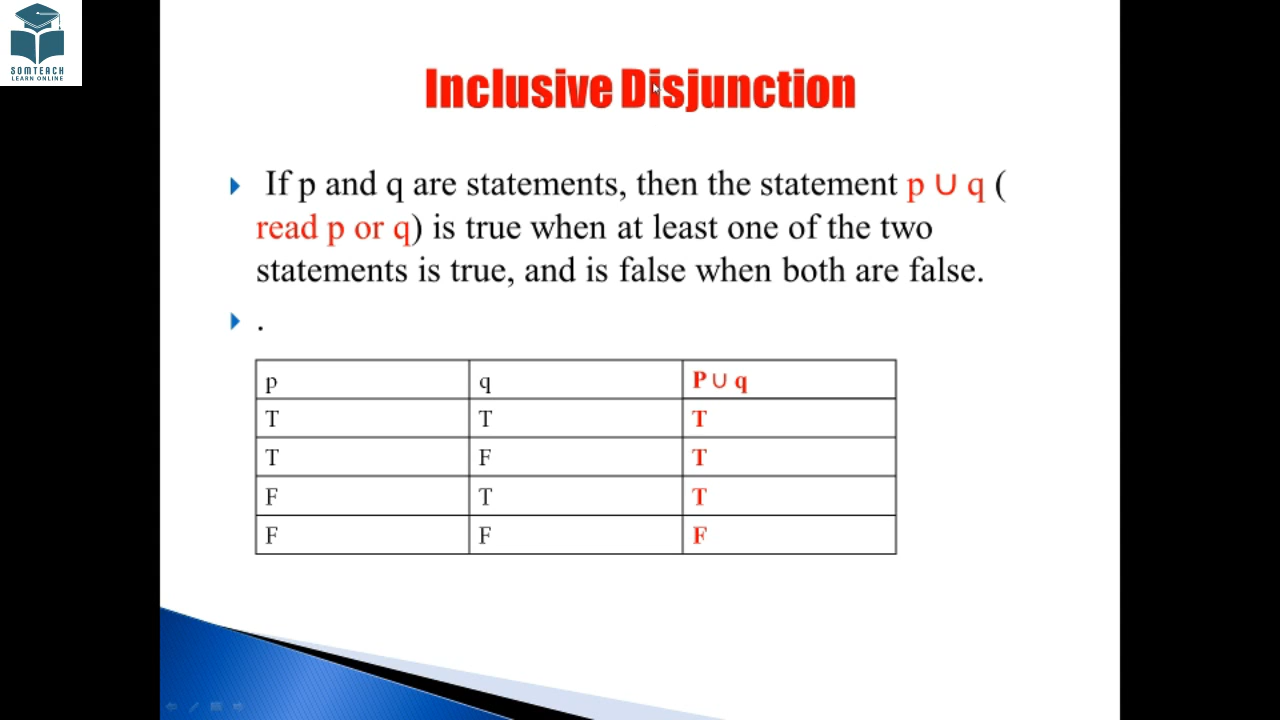 SOMTEACH
LEARN ONLINE
Inclusive Disjunction
If p and q are statements, then the statement p ∪ q (
read p or q) is true when at least one of the two
statements is true, and is false when both are false.
.
p q P ∪ q
T T T
T F T
F T T
F F F